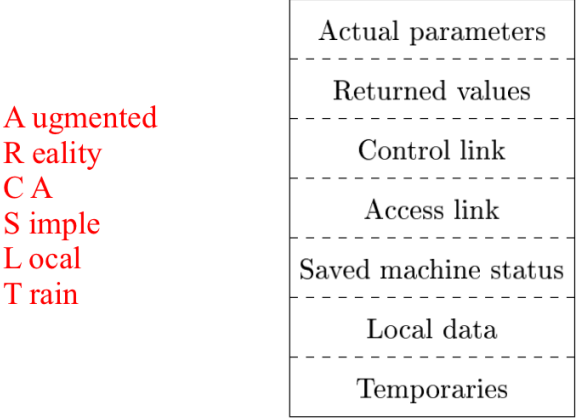 A ugmented
R eality
C A
S imple
L ocal
T rain
Actual parameters
Returned values
Control link
Access link
Saved machine status
Local data
Temporaries